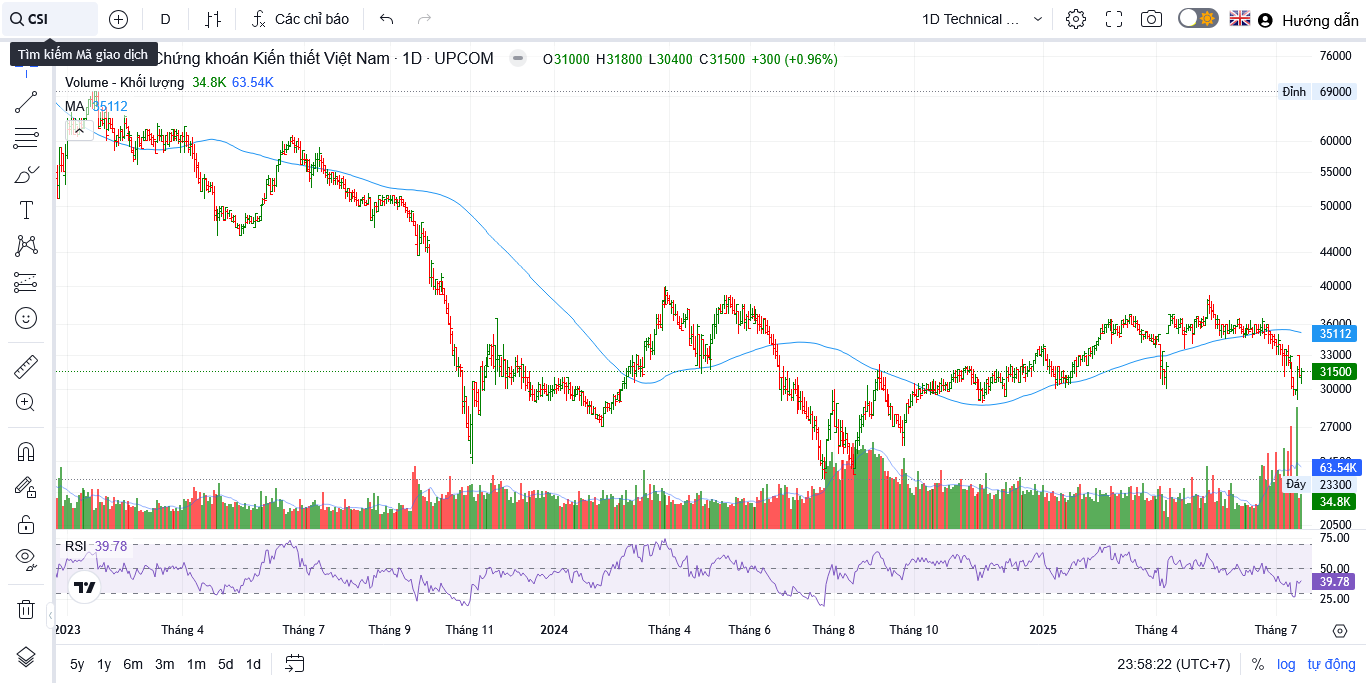 CSI D Các chỉ báo 1D Technical ... Hướng dẫn
Tìm kiếm Mã giao dịch
Chứng khoán Kiến thiết Việt Nam · 1D · UPCOM O31000 H31800 L30400 C31500 +300 (+0.96%)
Volume - Khối lượng 34.8K 63.54K
MA 35112
76000
Đỉnh 69000
60000
55000
50000
44000
40000
36000
35112
33000
31500
30000
27000
63.54K
Đáy 23300
34.8K
20500
RSI 39.78
75.00
50.00
39.78
25.00
2023 Tháng 4 Tháng 7 Tháng 9 Tháng 11 2024 Tháng 4 Tháng 6 Tháng 8 Tháng 10 2025 Tháng 4 Tháng 7
5y 1y 6m 3m 1m 5d 1d 23:58:22 (UTC+7) % log tự động